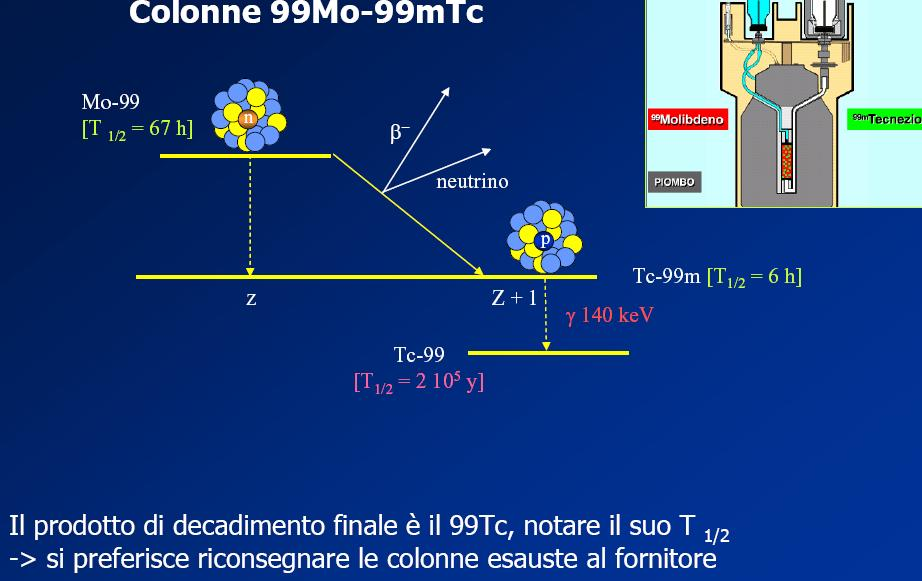 Colonne 99Mo-99mTc
Mo-99
[T 1/2 = 67 h]
n
β–
neutrino
99Molibdeno
99mTecnezio
PIOMBO
p
Tc-99m [T1/2 = 6 h]
z
Z + 1
γ 140 keV
Tc-99
[T1/2 = 2 10⁵ y]
Il prodotto di decadimento finale è il 99Tc, notare il suo T 1/2
-> si preferisce riconsegnare le colonne esauste al fornitore